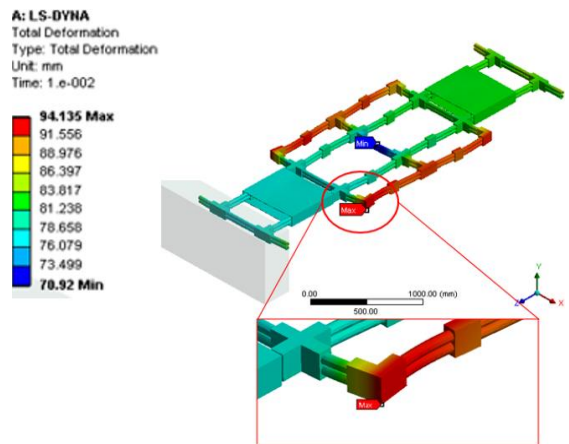 A: LS-DYNA
Total Deformation
Type: Total Deformation
Unit: mm
Time: 1.e-002
94.135 Max
91.556
88.976
86.397
83.817
81.238
78.658
76.079
73.499
70.92 Min
Min
Max
0.00 1000.00 (mm)
500.00
Y
Z X
Max